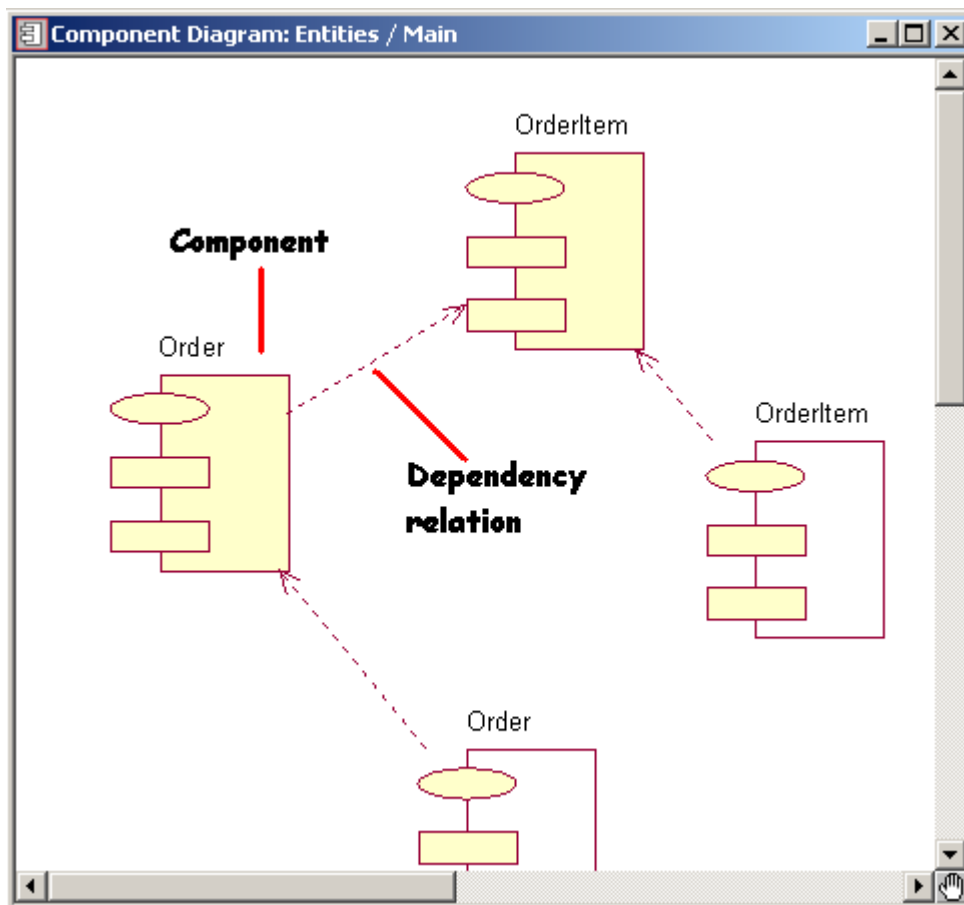 Component Diagram: Entities / Main
OrderItem
Component
Order
OrderItem
Dependency
relation
Order